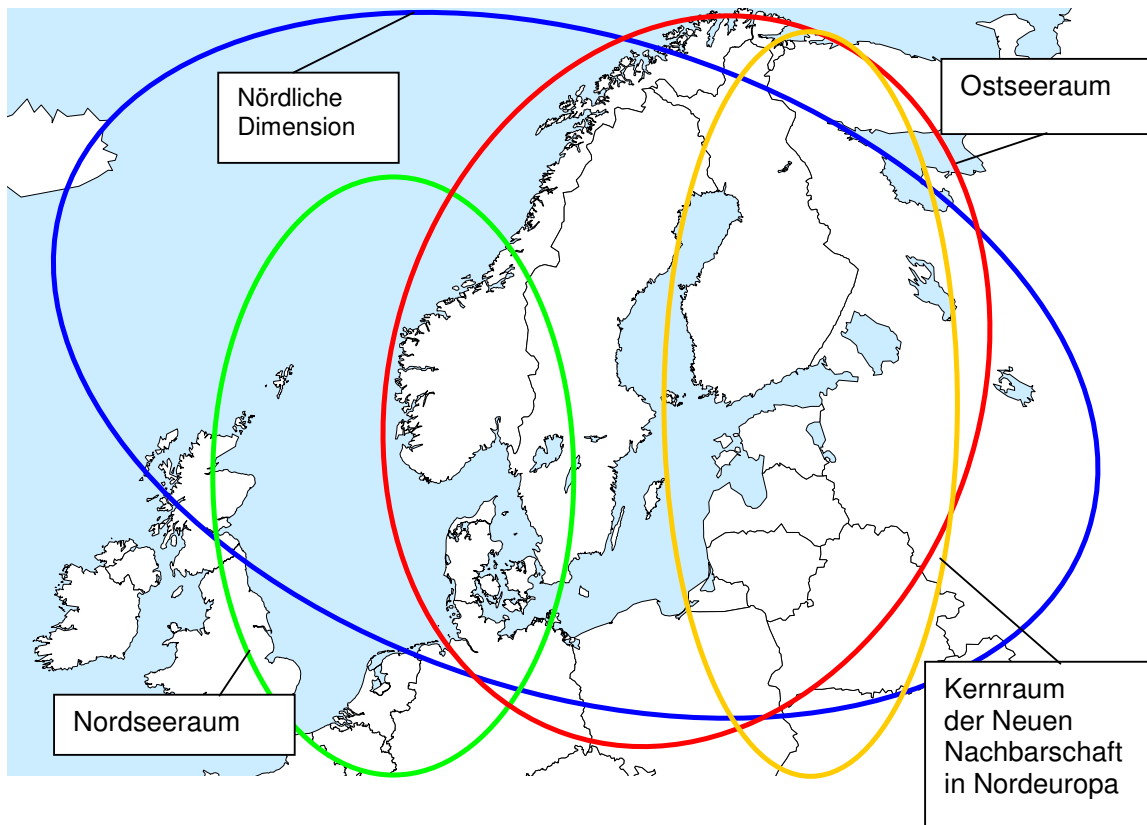 Nördliche
Dimension
Ostseeraum
Nordseeraum
Kernraum
der Neuen
Nachbarschaft
in Nordeuropa